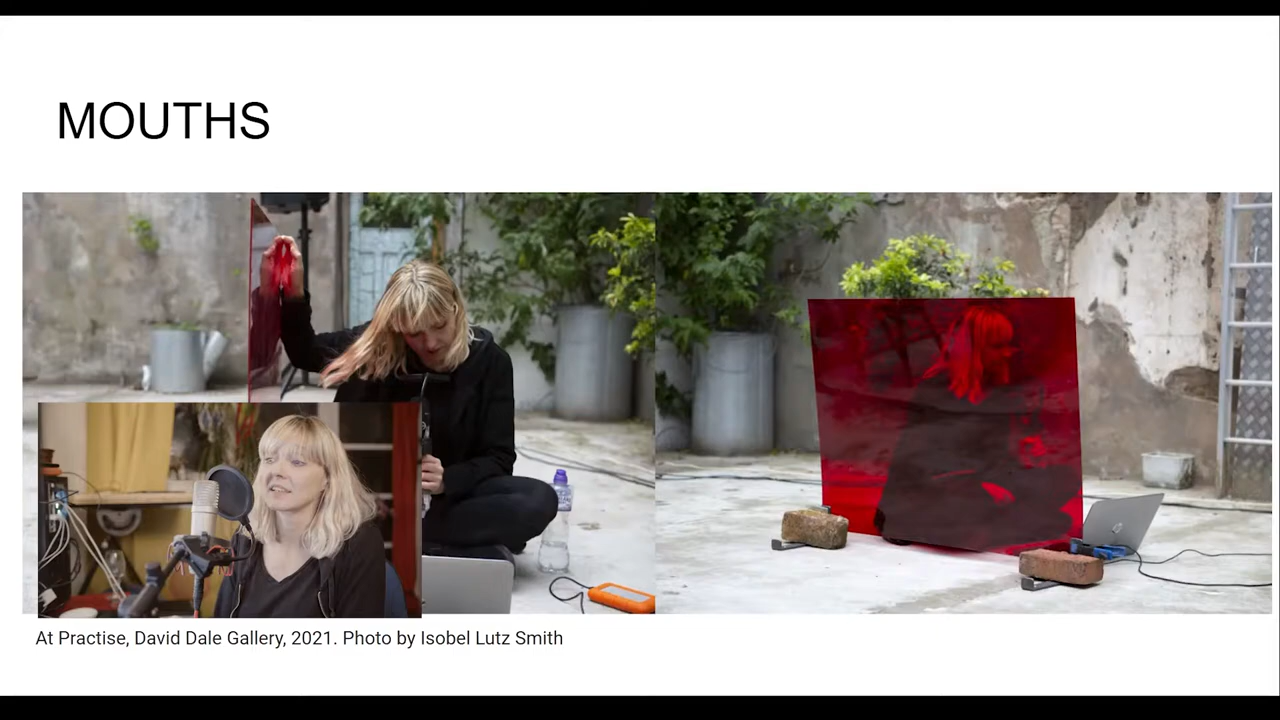 MOUTHS
At Practise, David Dale Gallery, 2021. Photo by Isobel Lutz Smith